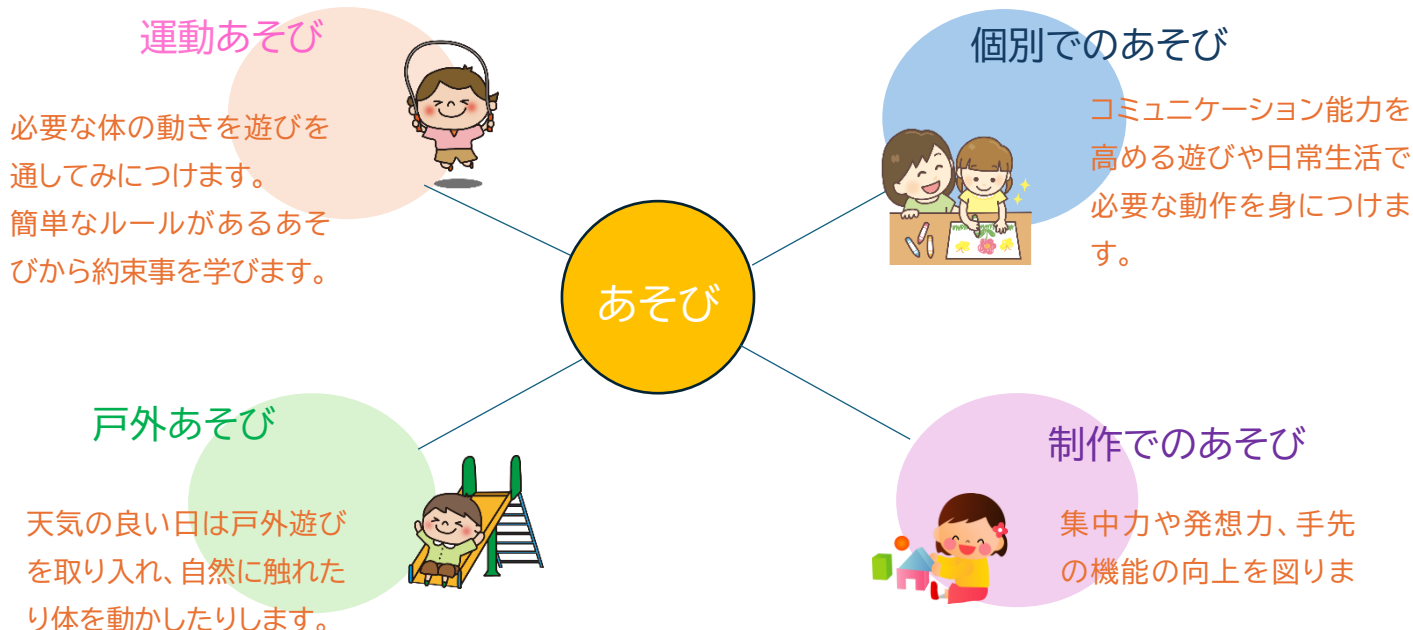 運動あそび
必要な体の動きを遊びを
通してみにつけます。
簡単なルールがあるあそ
びから約束事を学びます。
個別でのあそび
コミュニケーション能力を
高める遊びや日常生活で
必要な動作を身につけま
す。
あそび
戸外あそび
天気の良い日は戸外遊び
を取り入れ、自然に触れた
り体を動かしたりします。
制作でのあそび
集中力や発想力、手先
の機能の向上を図りま